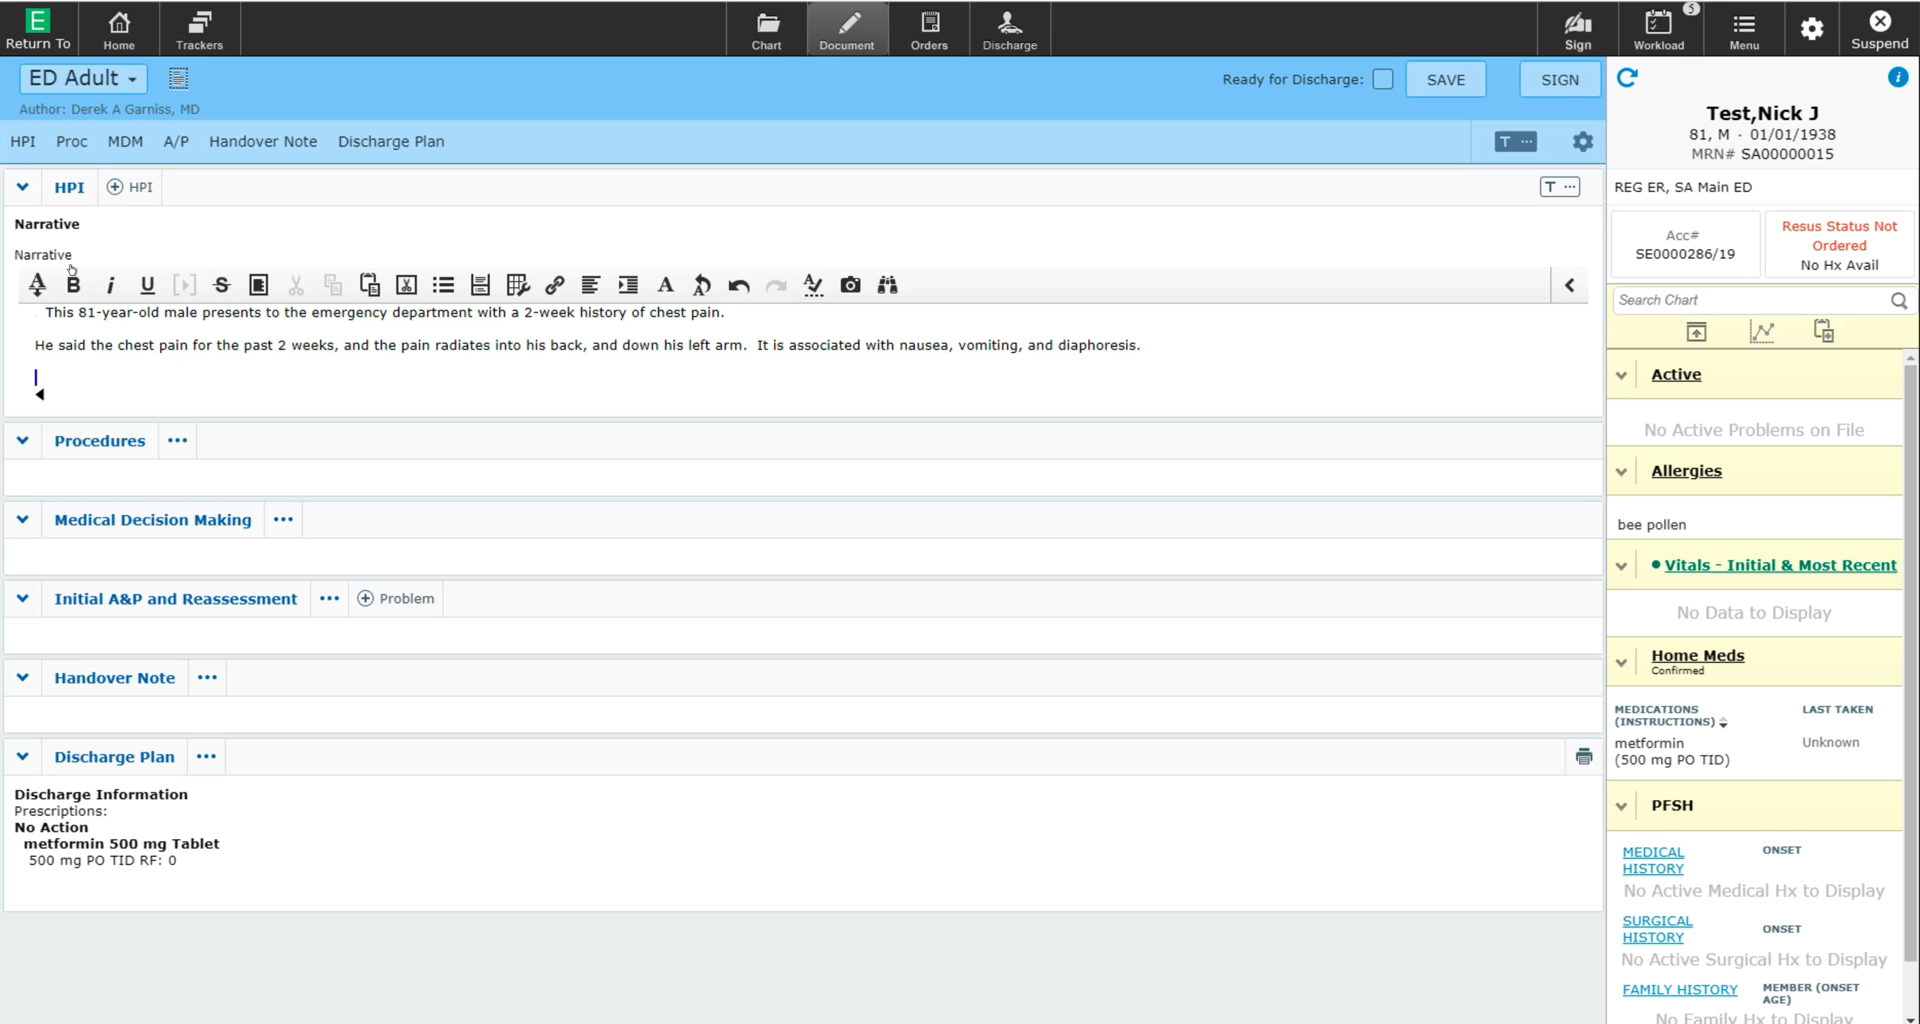 E
Return To
Home
Trackers
Chart
Document
Orders
Discharge
Sign
5
Workload
Menu
Suspend
ED Adult
Author: Derek A Garniss, MD
Ready for Discharge:
SAVE
SIGN
HPI Proc MDM A/P Handover Note Discharge Plan
T ···
HPI
HPI
T ···
Narrative
Narrative
B i U S A
This 81-year-old male presents to the emergency department with a 2-week history of chest pain.
He said the chest pain for the past 2 weeks, and the pain radiates into his back, and down his left arm. It is associated with nausea, vomiting, and diaphoresis.
Procedures ···
Medical Decision Making ···
Initial A&P and Reassessment ··· Problem
Handover Note ···
Discharge Plan ···
Discharge Information
Prescriptions:
No Action
metformin 500 mg Tablet
500 mg PO TID RF: 0
i
Test,Nick J
81, M · 01/01/1938
MRN# SA00000015
REG ER, SA Main ED
Acc#
SE0000286/19
Resus Status Not
Ordered
No Hx Avail
Search Chart
Active
No Active Problems on File
Allergies
bee pollen
Vitals - Initial & Most Recent
No Data to Display
Home Meds
Confirmed
MEDICATIONS
(INSTRUCTIONS)
LAST TAKEN
metformin
(500 mg PO TID)
Unknown
PFSH
MEDICAL
HISTORY
ONSET
No Active Medical Hx to Display
SURGICAL
HISTORY
ONSET
No Active Surgical Hx to Display
FAMILY HISTORY
MEMBER (ONSET
AGE)
No Family Hx to Display